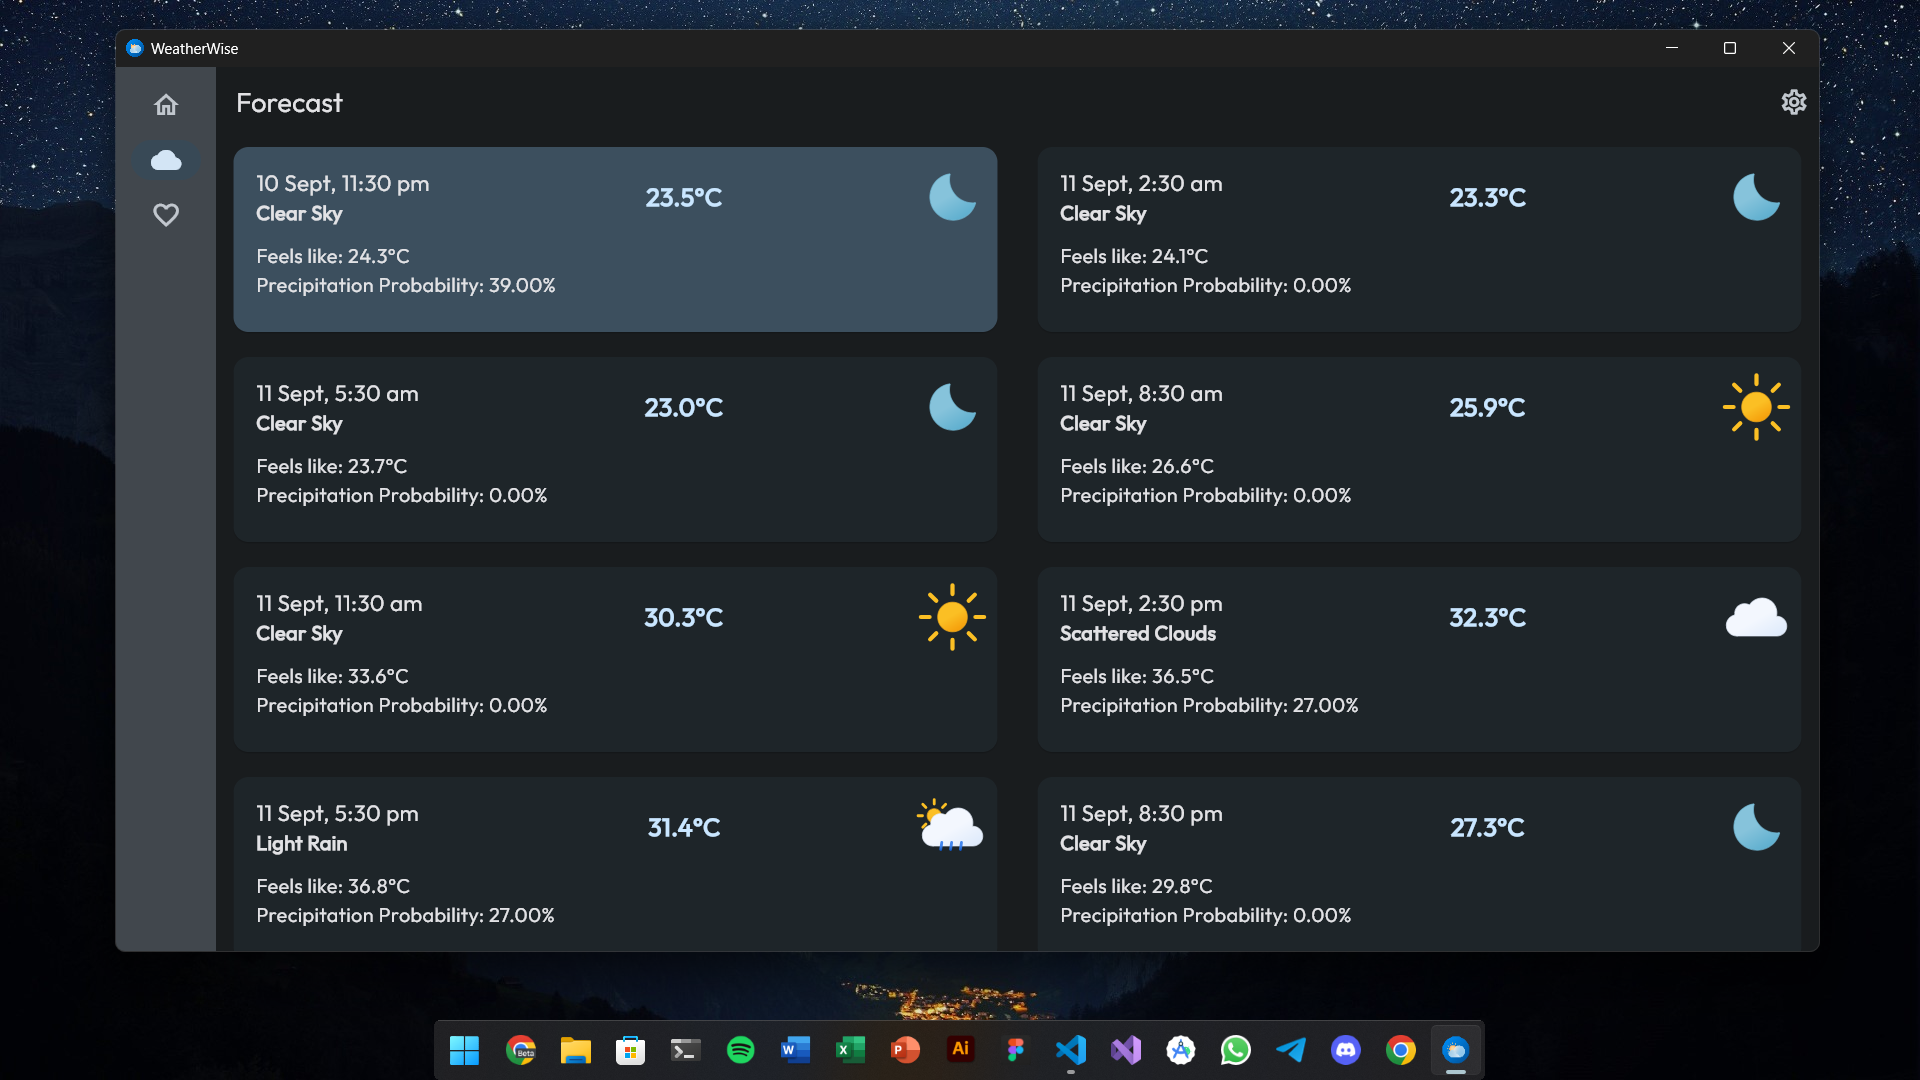 WeatherWise
Forecast
10 Sept, 11:30 pm
Clear Sky
23.5°C
Feels like: 24.3°C
Precipitation Probability: 39.00%
11 Sept, 2:30 am
Clear Sky
23.3°C
Feels like: 24.1°C
Precipitation Probability: 0.00%
11 Sept, 5:30 am
Clear Sky
23.0°C
Feels like: 23.7°C
Precipitation Probability: 0.00%
11 Sept, 8:30 am
Clear Sky
25.9°C
Feels like: 26.6°C
Precipitation Probability: 0.00%
11 Sept, 11:30 am
Clear Sky
30.3°C
Feels like: 33.6°C
Precipitation Probability: 0.00%
11 Sept, 2:30 pm
Scattered Clouds
32.3°C
Feels like: 36.5°C
Precipitation Probability: 27.00%
11 Sept, 5:30 pm
Light Rain
31.4°C
Feels like: 36.8°C
Precipitation Probability: 27.00%
11 Sept, 8:30 pm
Clear Sky
27.3°C
Feels like: 29.8°C
Precipitation Probability: 0.00%
Beta
W
X
P
Ai